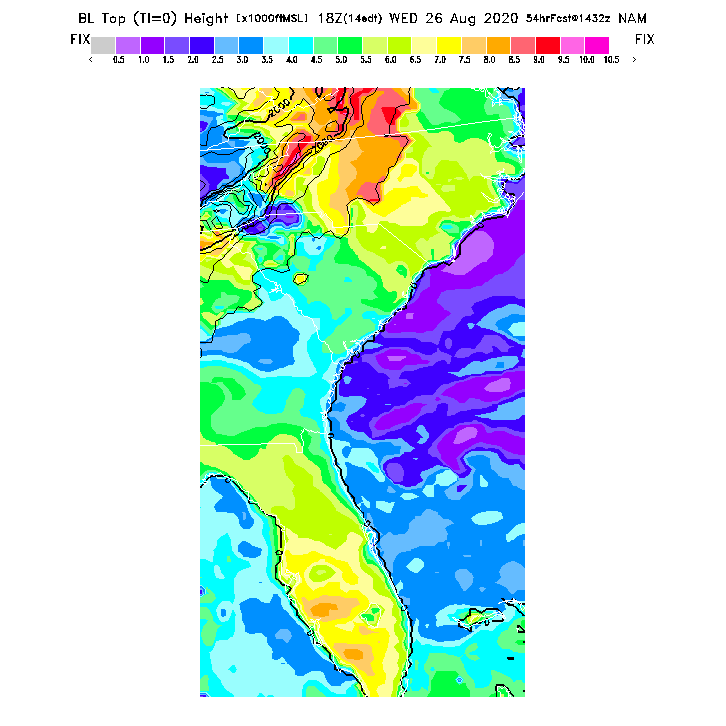 BL Top (TI=0) Height [x1000ftMSL] 18Z(14edt) WED 26 Aug 2020 54hrFcst@1432z NAM
FIX FIX
< 0.5 1.0 1.5 2.0 2.5 3.0 3.5 4.0 4.5 5.0 5.5 6.0 6.5 7.0 7.5 8.0 8.5 9.0 9.5 10.0 10.5 >
2000
2000
2000